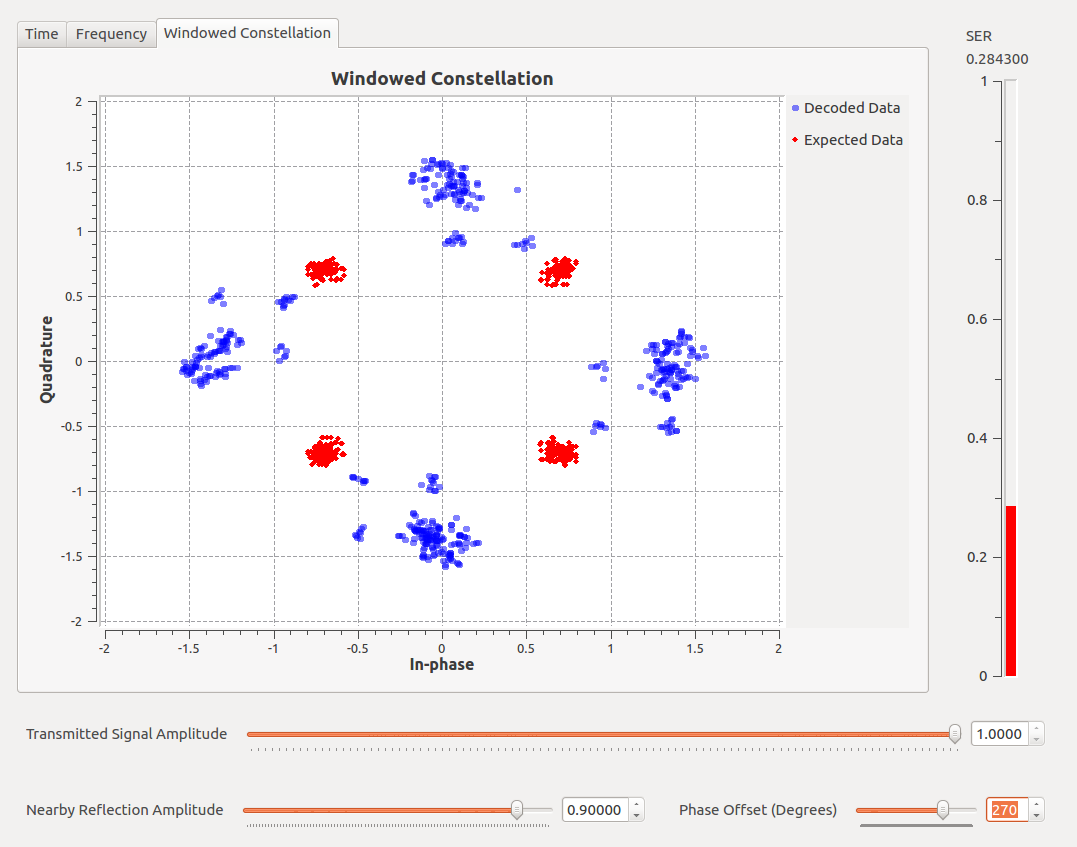 Time Frequency Windowed Constellation
SER
0.284300
Windowed Constellation
Decoded Data
Expected Data
Quadrature
2
1.5
1
0.5
0
-0.5
-1
-1.5
-2
-2 -1.5 -1 -0.5 0 0.5 1 1.5 2
In-phase
1
0.8
0.6
0.4
0.2
0
Transmitted Signal Amplitude 1.0000
Nearby Reflection Amplitude 0.90000 Phase Offset (Degrees) 270